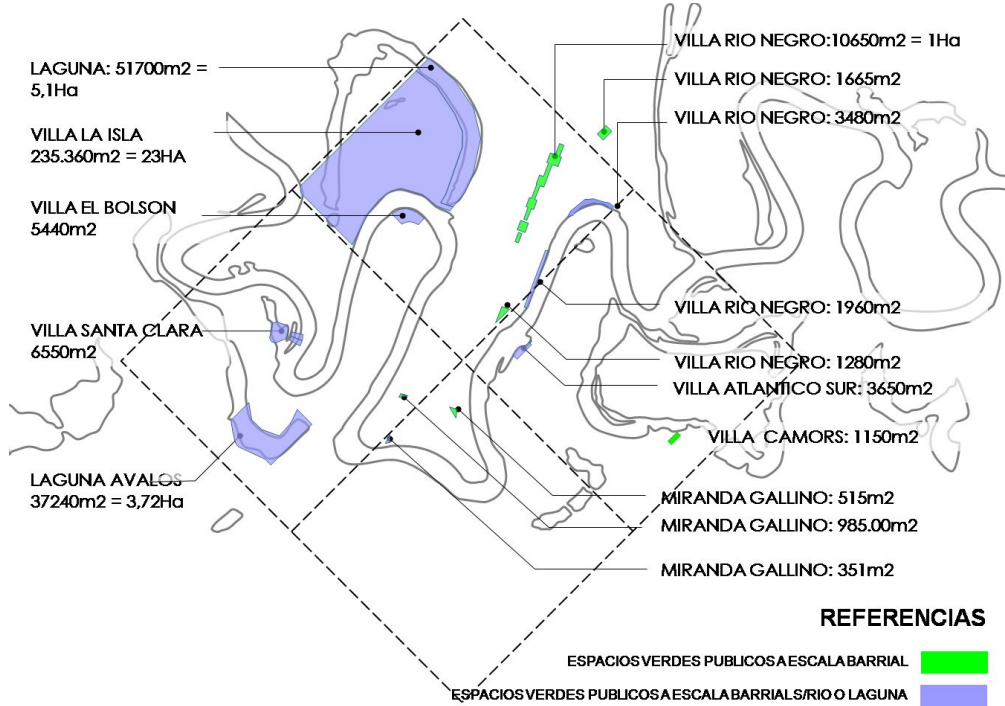 LAGUNA: 51700m2 =
5,1Ha
VILLA LA ISLA
235.360m2 = 23HA
VILLA EL BOLSON
5440m2
VILLA SANTA CLARA
6550m2
LAGUNA AVALOS
37240m2 = 3,72Ha
VILLA RIO NEGRO:10650m2 = 1Ha
VILLA RIO NEGRO: 1665m2
VILLA RIO NEGRO: 3480m2
VILLA RIO NEGRO: 1960m2
VILLA RIO NEGRO: 1280m2
VILLA ATLANTICO SUR: 3650m2
VILLA CAMORS: 1150m2
MIRANDA GALLINO: 515m2
MIRANDA GALLINO: 985.00m2
MIRANDA GALLINO: 351m2
REFERENCIAS
ESPACIOS VERDES PUBLICOS A ESCALA BARRIAL
ESPACIOS VERDES PUBLICOS A ESCALA BARRIAL S/RIO O LAGUNA